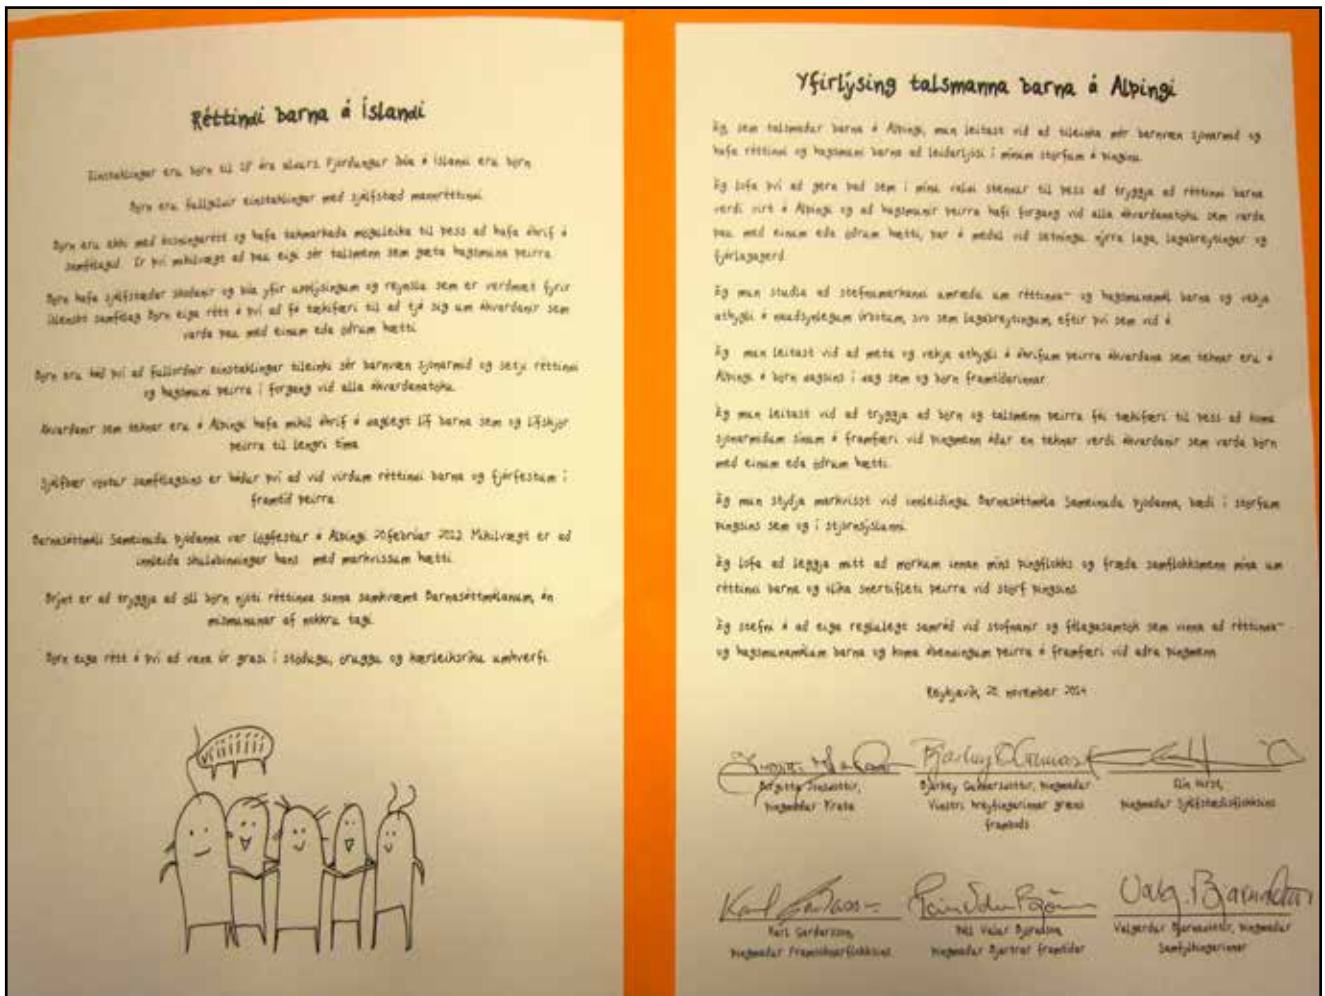 Réttindi barna á Íslandi
Einstaklingar eru börn til 18 ára aldurs. Fjórðungur búa á Íslandi eru börn
Börn eru fullgildir einstaklingar með sjálfstæð mannréttindi.
Börn eru ekki með kosningarétt og hafa takmarkaða möguleika til þess að hafa áhrif á
samfélagið. Er því mikilvægt að þau eigi sér talsmenn sem gæta hagsmuna þeirra
Börn hafa sjálfstæðar skoðanir og búa yfir upplýsingum og reynslu sem er verðmæt fyrir
íslenskt samfélag Börn eiga rétt á því að fá tækifæri til að tjá sig um ákvarðanir sem
varða þau með einum eða öðrum hætti
Börn eru háð því að fullorðnir einstaklingar tileinki sér barnvæn sjónarmið og setji réttindi
og hagsmuni þeirra í forgang við alla ákvarðanatöku.
Ákvarðanir sem teknar eru á Alþingi hafa mikil áhrif á daglegt líf barna sem og lífskjör
þeirra til lengri tíma
Sjálfbær vöxtur samfélagsins er háður því að við virðum réttindi barna og fjárfestum í
framtíð þeirra
Barnasáttmáli Sameinuðu þjóðanna var lögfestur á Alþingi 20 febrúar 2013. Mikilvægt er að
innleiða skuldbindingar hans með markvissum hætti.
Brýnt er að tryggja að öll börn njóti réttinda sinna samkvæmt Barnasáttmálanum, án
mismununar af nokkru tagi.
Börn eiga rétt á því að vaxa úr grasi í stöðugu, öruggu og kærleiksríku umhverfi.
Yfirlýsing talsmanna barna á Alþingi
Ég, sem talsmaður barna á Alþingi, mun leitast við að tileinka mér barnvæn sjónarmið og
hafa réttindi og hagsmuni barna að leiðarljósi í mínum störfum á þinginu.
Ég lofa því að gera það sem í mínu valdi stendur til þess að tryggja að réttindi barna
verði virt á Alþingi og að hagsmunir þeirra hafi forgang við alla ákvarðanatöku sem varða
þau með einum eða öðrum hætti, þar á meðal við setningu nýrra laga, lagabreytingar og
fjárlagagerð.
Ég mun stuðla að stefnumarkandi umræðu um réttinda- og hagsmunamál barna og vekja
athygli á nauðsynlegum úrbótum, svo sem lagabreytingum, eftir því sem við á.
Ég mun leitast við að meta og vekja athygli á áhrifum þeirra ákvarðana sem teknar eru á
Alþingi á börn dagsins í dag sem og börn framtíðarinnar.
Ég mun leitast við að tryggja að börn og talsmenn þeirra fái tækifæri til þess að koma
sjónarmiðum sínum á framfæri við þingmenn áður en teknar verði ákvarðanir sem varða börn
með einum eða öðrum hætti.
Ég mun styðja markvisst við innleiðingu Barnasáttmála Sameinuðu þjóðanna, bæði í störfum
þingsins sem og í stjórnsýslunni.
Ég lofa að leggja mitt að mörkum innan míns þingflokks og fræða samflokksmenn mína um
réttindi barna og ólíka snertifleti þeirra við störf þingsins.
Ég stefni á að eiga reglulegt samráð við stofnanir og félagasamtök sem vinna að réttinda-
og hagsmunamálum barna og koma ábendingum þeirra á framfæri við aðra þingmenn
Reykjavík, 20. nóvember 2014
Birgitta Jónsdóttir,
þingmaður Pírata
Bjarkey Gunnarsdóttir, þingmaður
Vinstri hreyfingarinnar græns
framboðs
Elín Hirst,
þingmaður Sjálfstæðisflokksins
Karl Garðarsson,
þingmaður Framsóknarflokksins
Páll Valur Björnsson,
þingmaður Bjartrar framtíðar
Valgerður Bjarnadóttir, þingmaður
Samfylkingarinnar